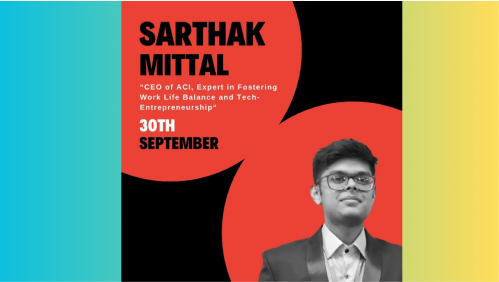 SARTHAK
MITTAL
"CEO of ACI, Expert in Fostering
Work Life Balance and Tech-
Entrepreneurship"
30TH
SEPTEMBER